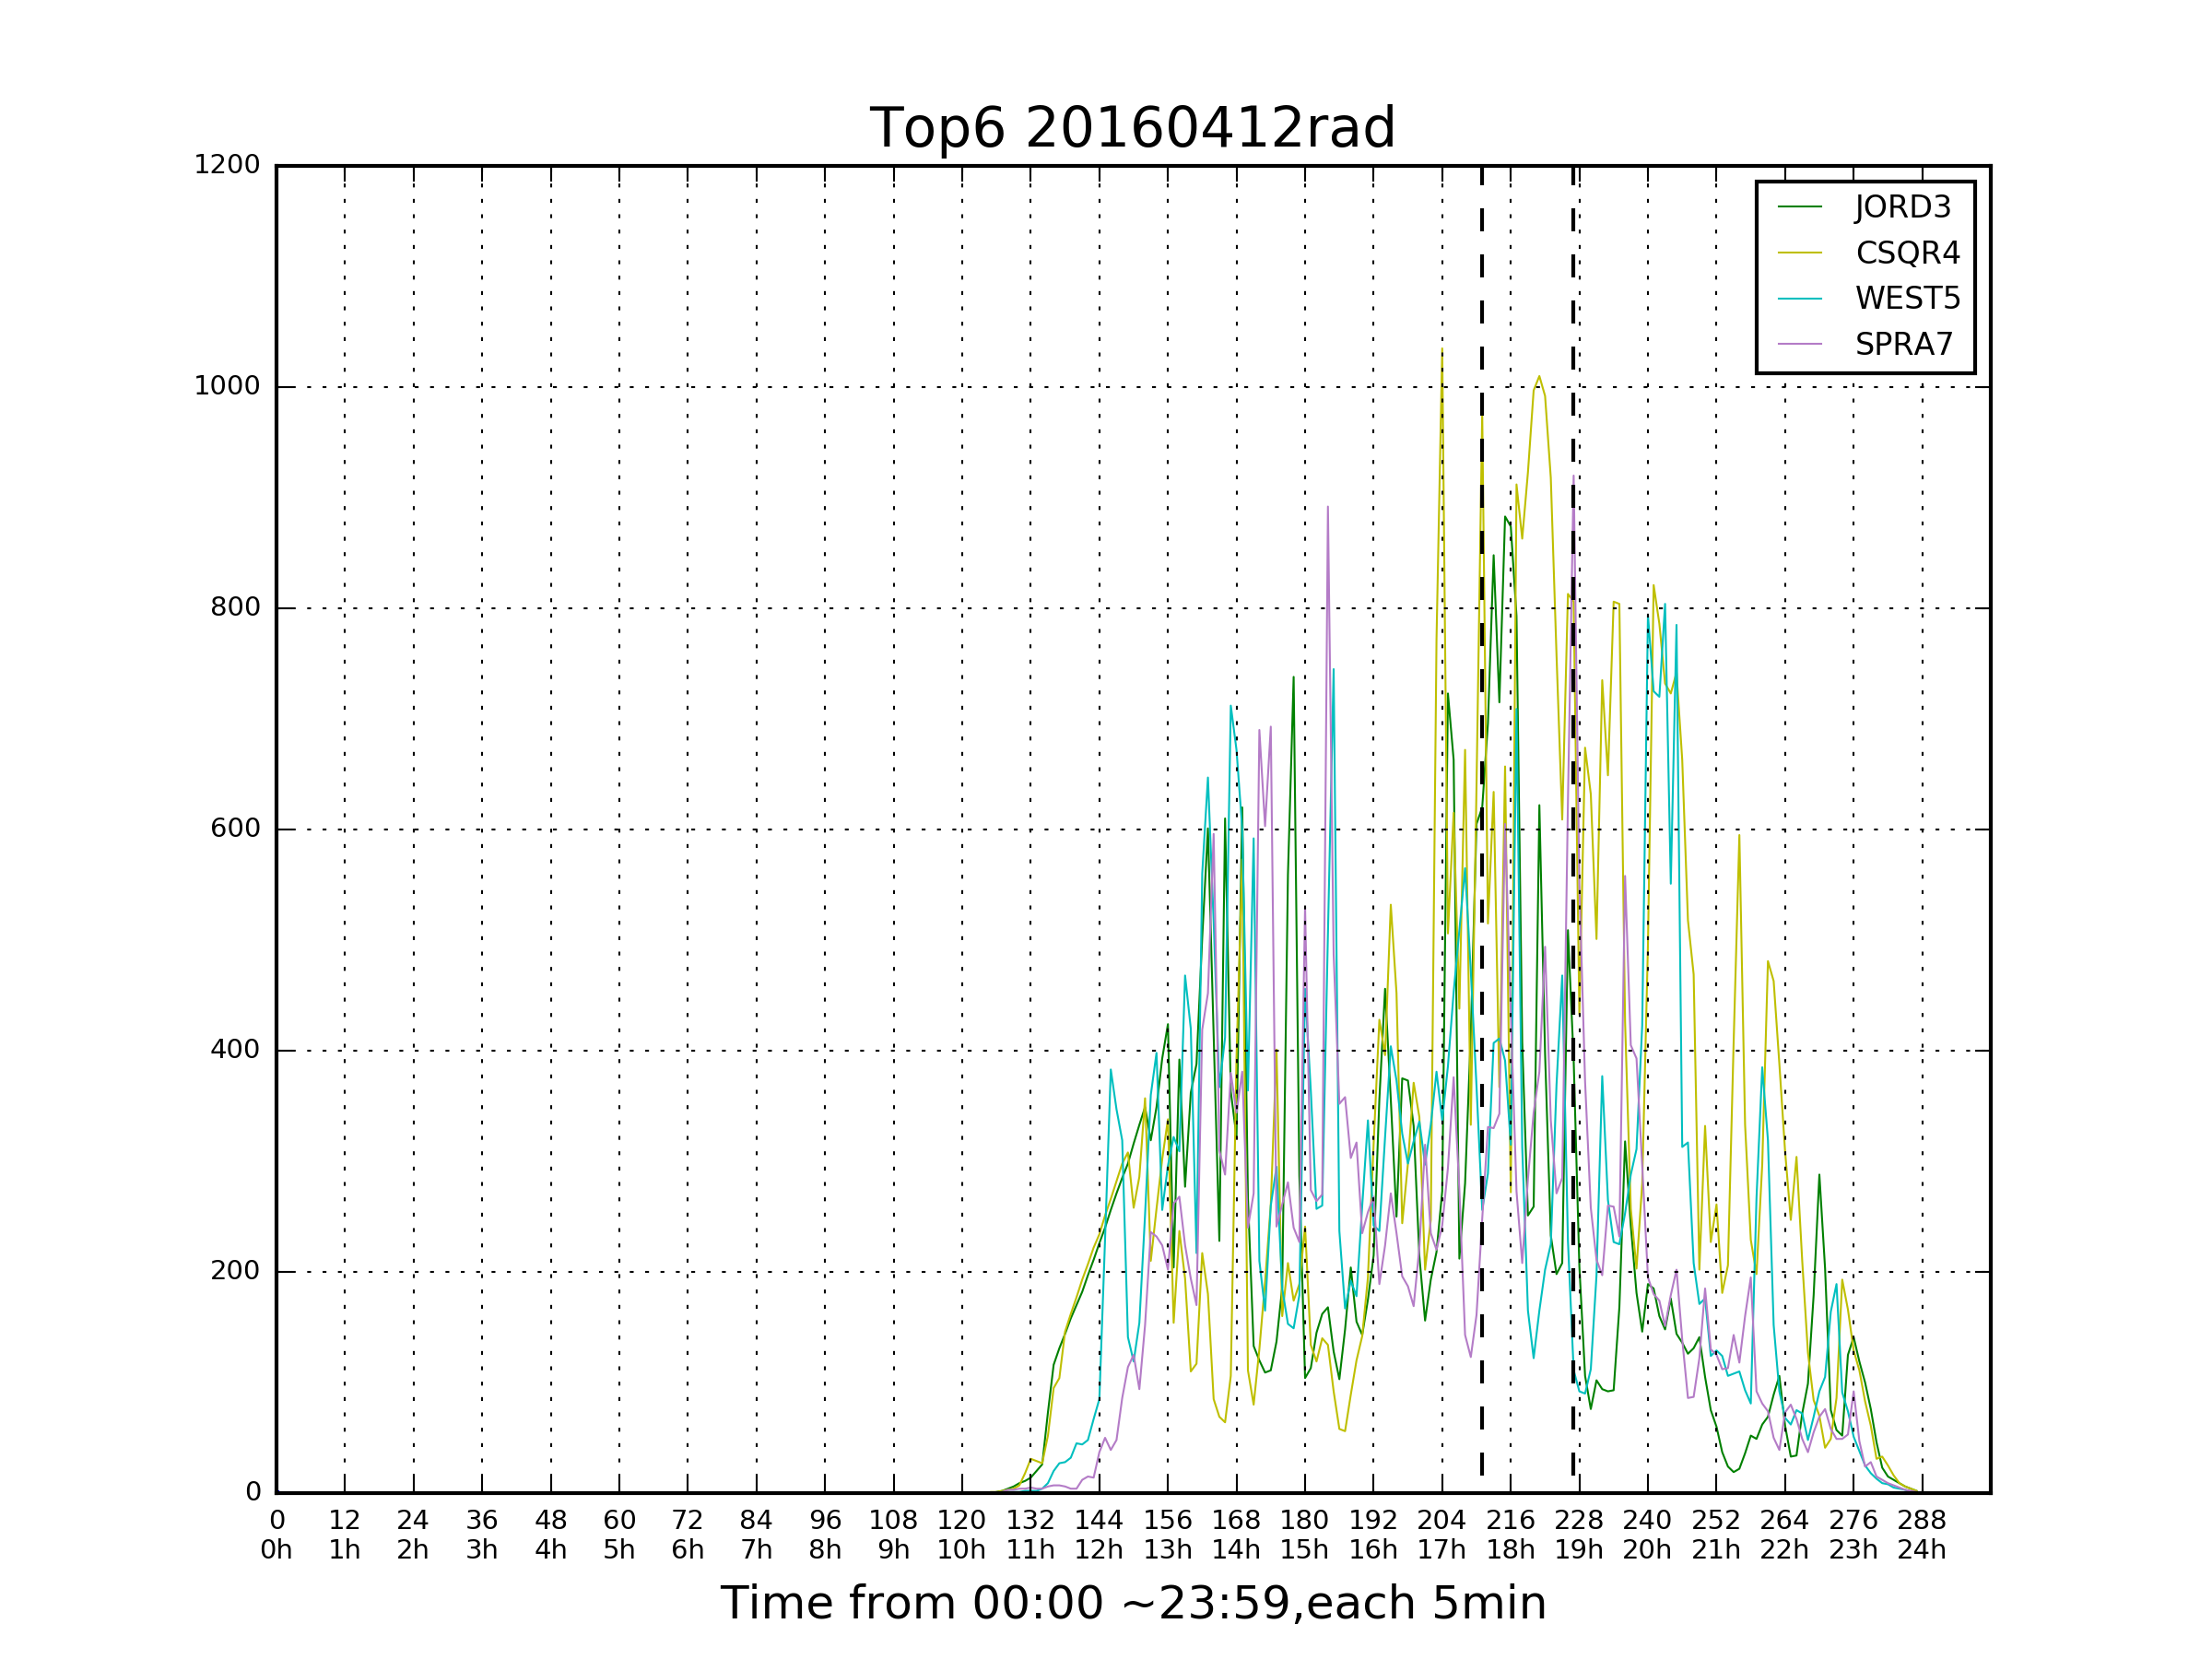 Top6 20160412rad
1200
1000
800
600
400
200
0
JORD3
CSQR4
WEST5
SPRA7
0 12 24 36 48 60 72 84 96 108 120 132 144 156 168 180 192 204 216 228 240 252 264 276 288
0h 1h 2h 3h 4h 5h 6h 7h 8h 9h 10h 11h 12h 13h 14h 15h 16h 17h 18h 19h 20h 21h 22h 23h 24h
Time from 00:00 ~23:59,each 5min